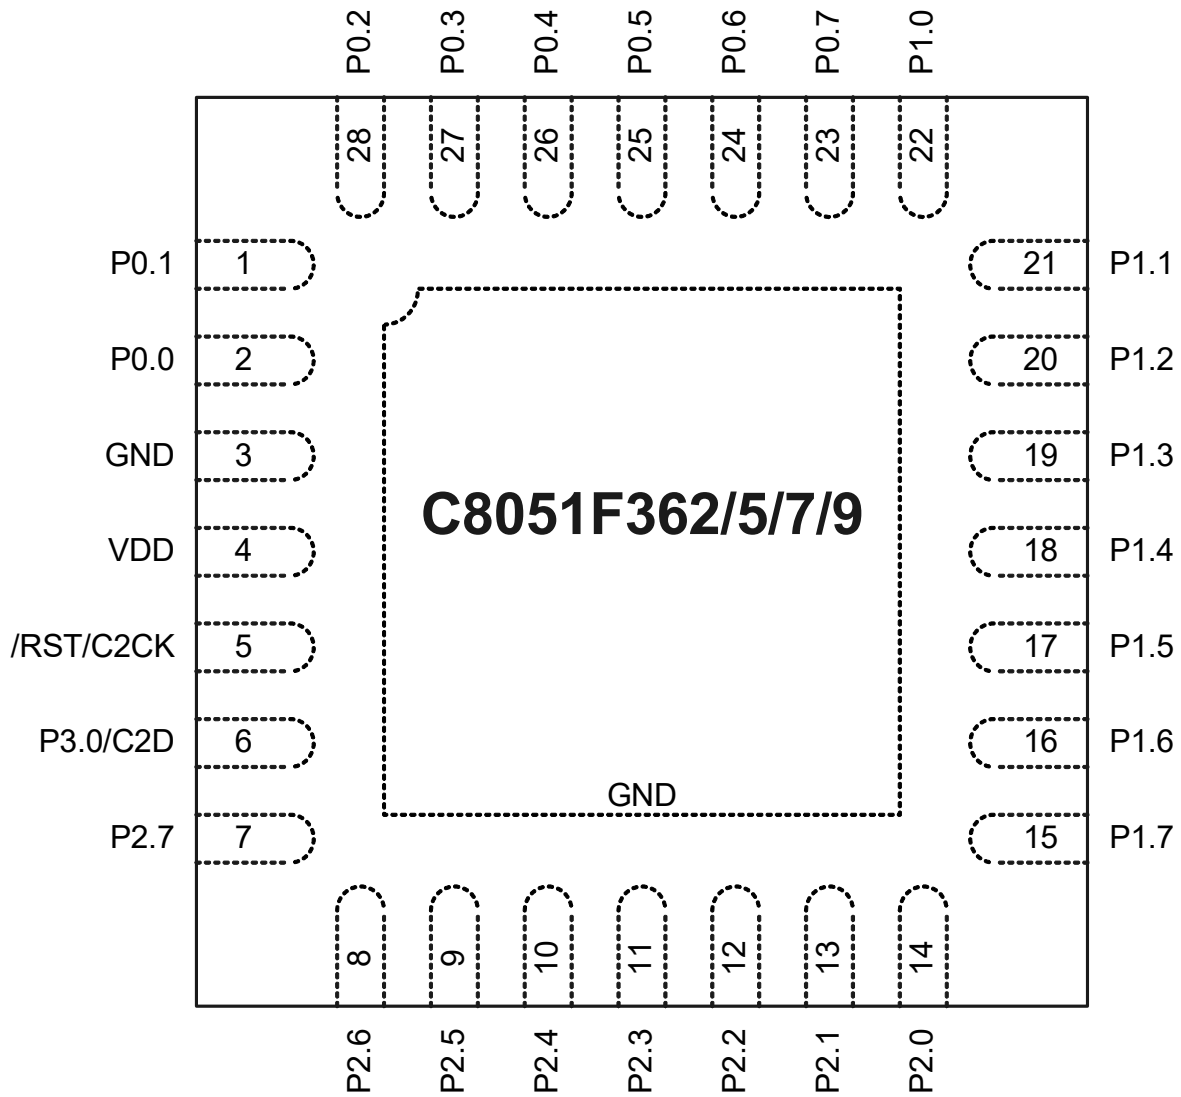 P0.2 P0.3 P0.4 P0.5 P0.6 P0.7 P1.0
28 27 26 25 24 23 22
P0.1 1 21 P1.1
P0.0 2 20 P1.2
GND 3 19 P1.3
C8051F362/5/7/9
VDD 4 18 P1.4
/RST/C2CK 5 17 P1.5
P3.0/C2D 6 16 P1.6
GND
P2.7 7 15 P1.7
8 9 10 11 12 13 14
P2.6 P2.5 P2.4 P2.3 P2.2 P2.1 P2.0